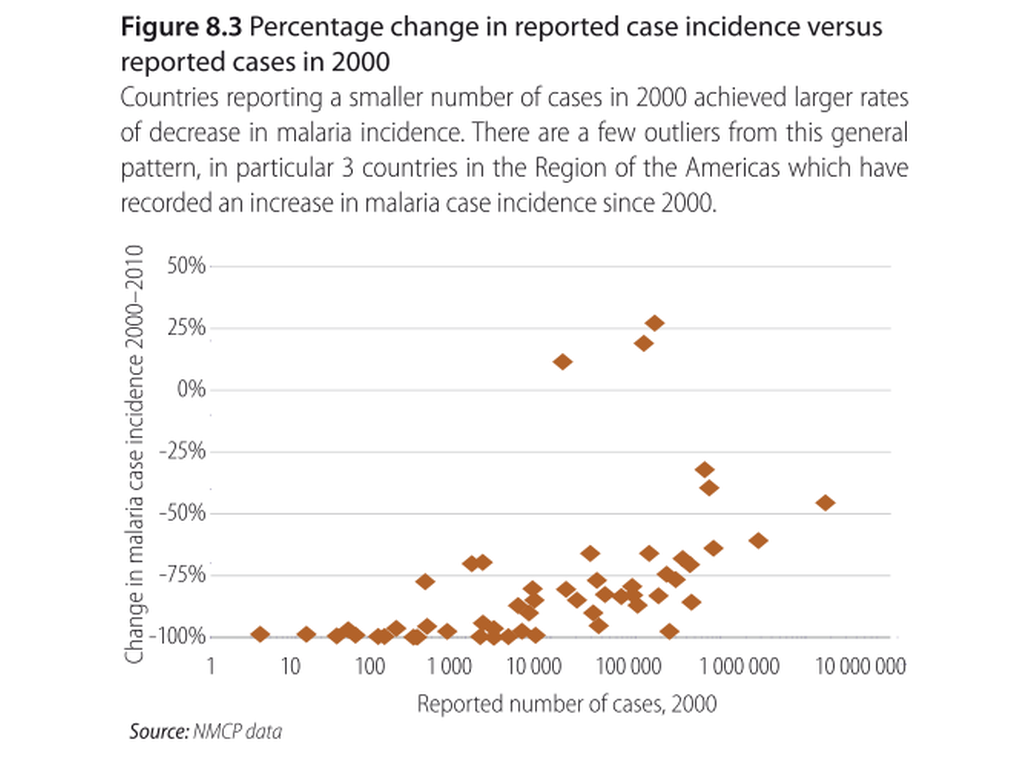 Figure 8.3 Percentage change in reported case incidence versus
reported cases in 2000
Countries reporting a smaller number of cases in 2000 achieved larger rates
of decrease in malaria incidence. There are a few outliers from this general
pattern, in particular 3 countries in the Region of the Americas which have
recorded an increase in malaria case incidence since 2000.
Change in malaria case incidence 2000–2010
50%
25%
0%
-25%
-50%
-75%
-100%
1 10 100 1 000 10 000 100 000 1 000 000 10 000 000
Reported number of cases, 2000
Source: NMCP data